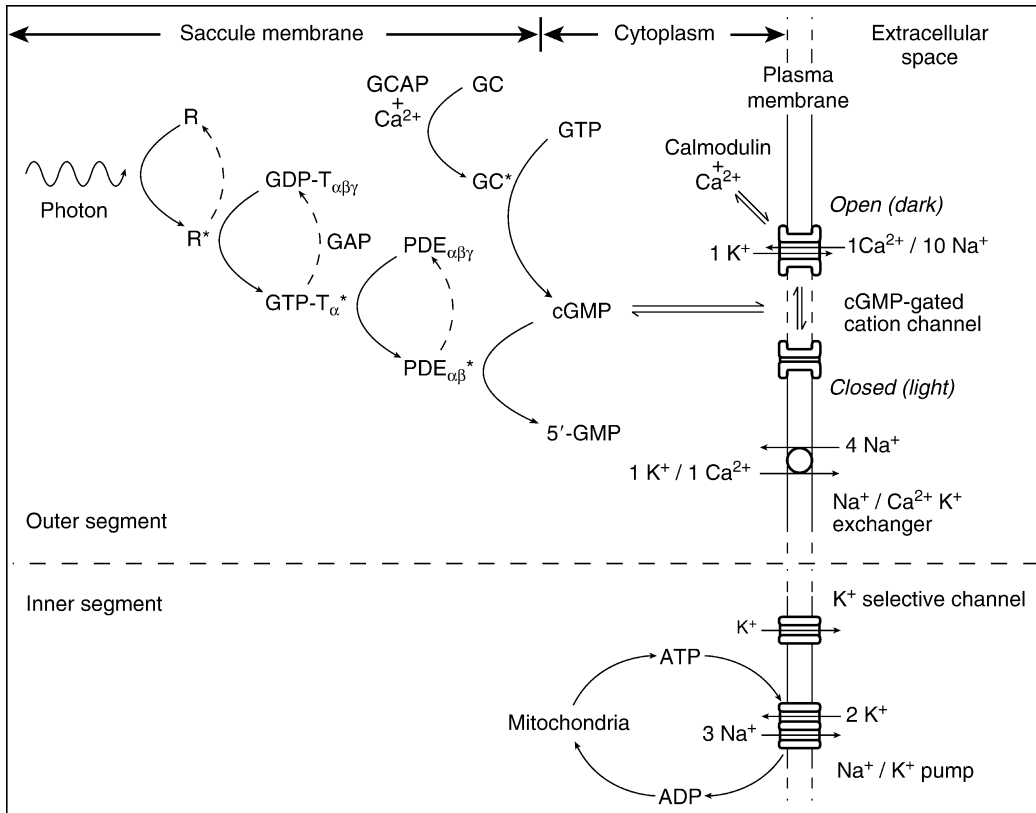 Saccule membrane
Cytoplasm
Extracellular
space
Plasma
membrane
GCAP
+
Ca²⁺
GC
R
GTP
Calmodulin
+
Ca²⁺
Photon
GDP-Tαβγ
GC*
Open (dark)
R*
GAP
PDEαβγ
1 K⁺
1Ca²⁺ / 10 Na⁺
GTP-Tα*
cGMP
cGMP-gated
cation channel
PDEαβ*
Closed (light)
5′-GMP
4 Na⁺
1 K⁺ / 1 Ca²⁺
Na⁺ / Ca²⁺ K⁺
exchanger
Outer segment
Inner segment
K⁺ selective channel
K⁺
ATP
Mitochondria
2 K⁺
3 Na⁺
Na⁺ / K⁺ pump
ADP